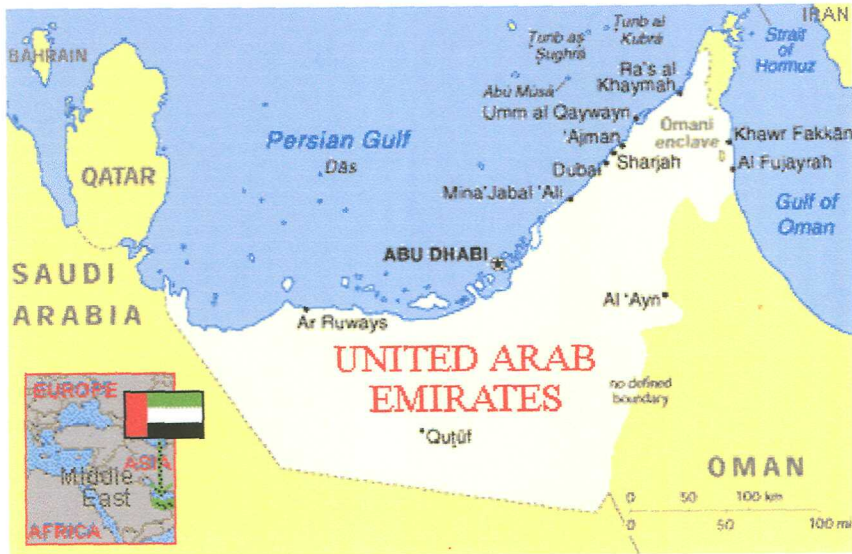 IRAN
Ţunb al
Kubrá
Ţunb aş
Şughrá
Strait
of
Hormuz
BAHRAIN
Ra's al
Khaymah
Abū Mūsá
Umm al Qaywayn
Persian Gulf
Omani
enclave
'Ajman
Khawr Fakkān
Dās
Dubai
Sharjah
Al Fujayrah
QATAR
Mina'Jabal 'Ali
Gulf of
Oman
ABU DHABI
SAUDI
ARABIA
Al 'Ayn
Ar Ruways
UNITED ARAB
EMIRATES
no defined
boundary
EUROPE
Quţūf
ASIA
Middle
East
OMAN
AFRICA
0 50 100 km
0 50 100 mi